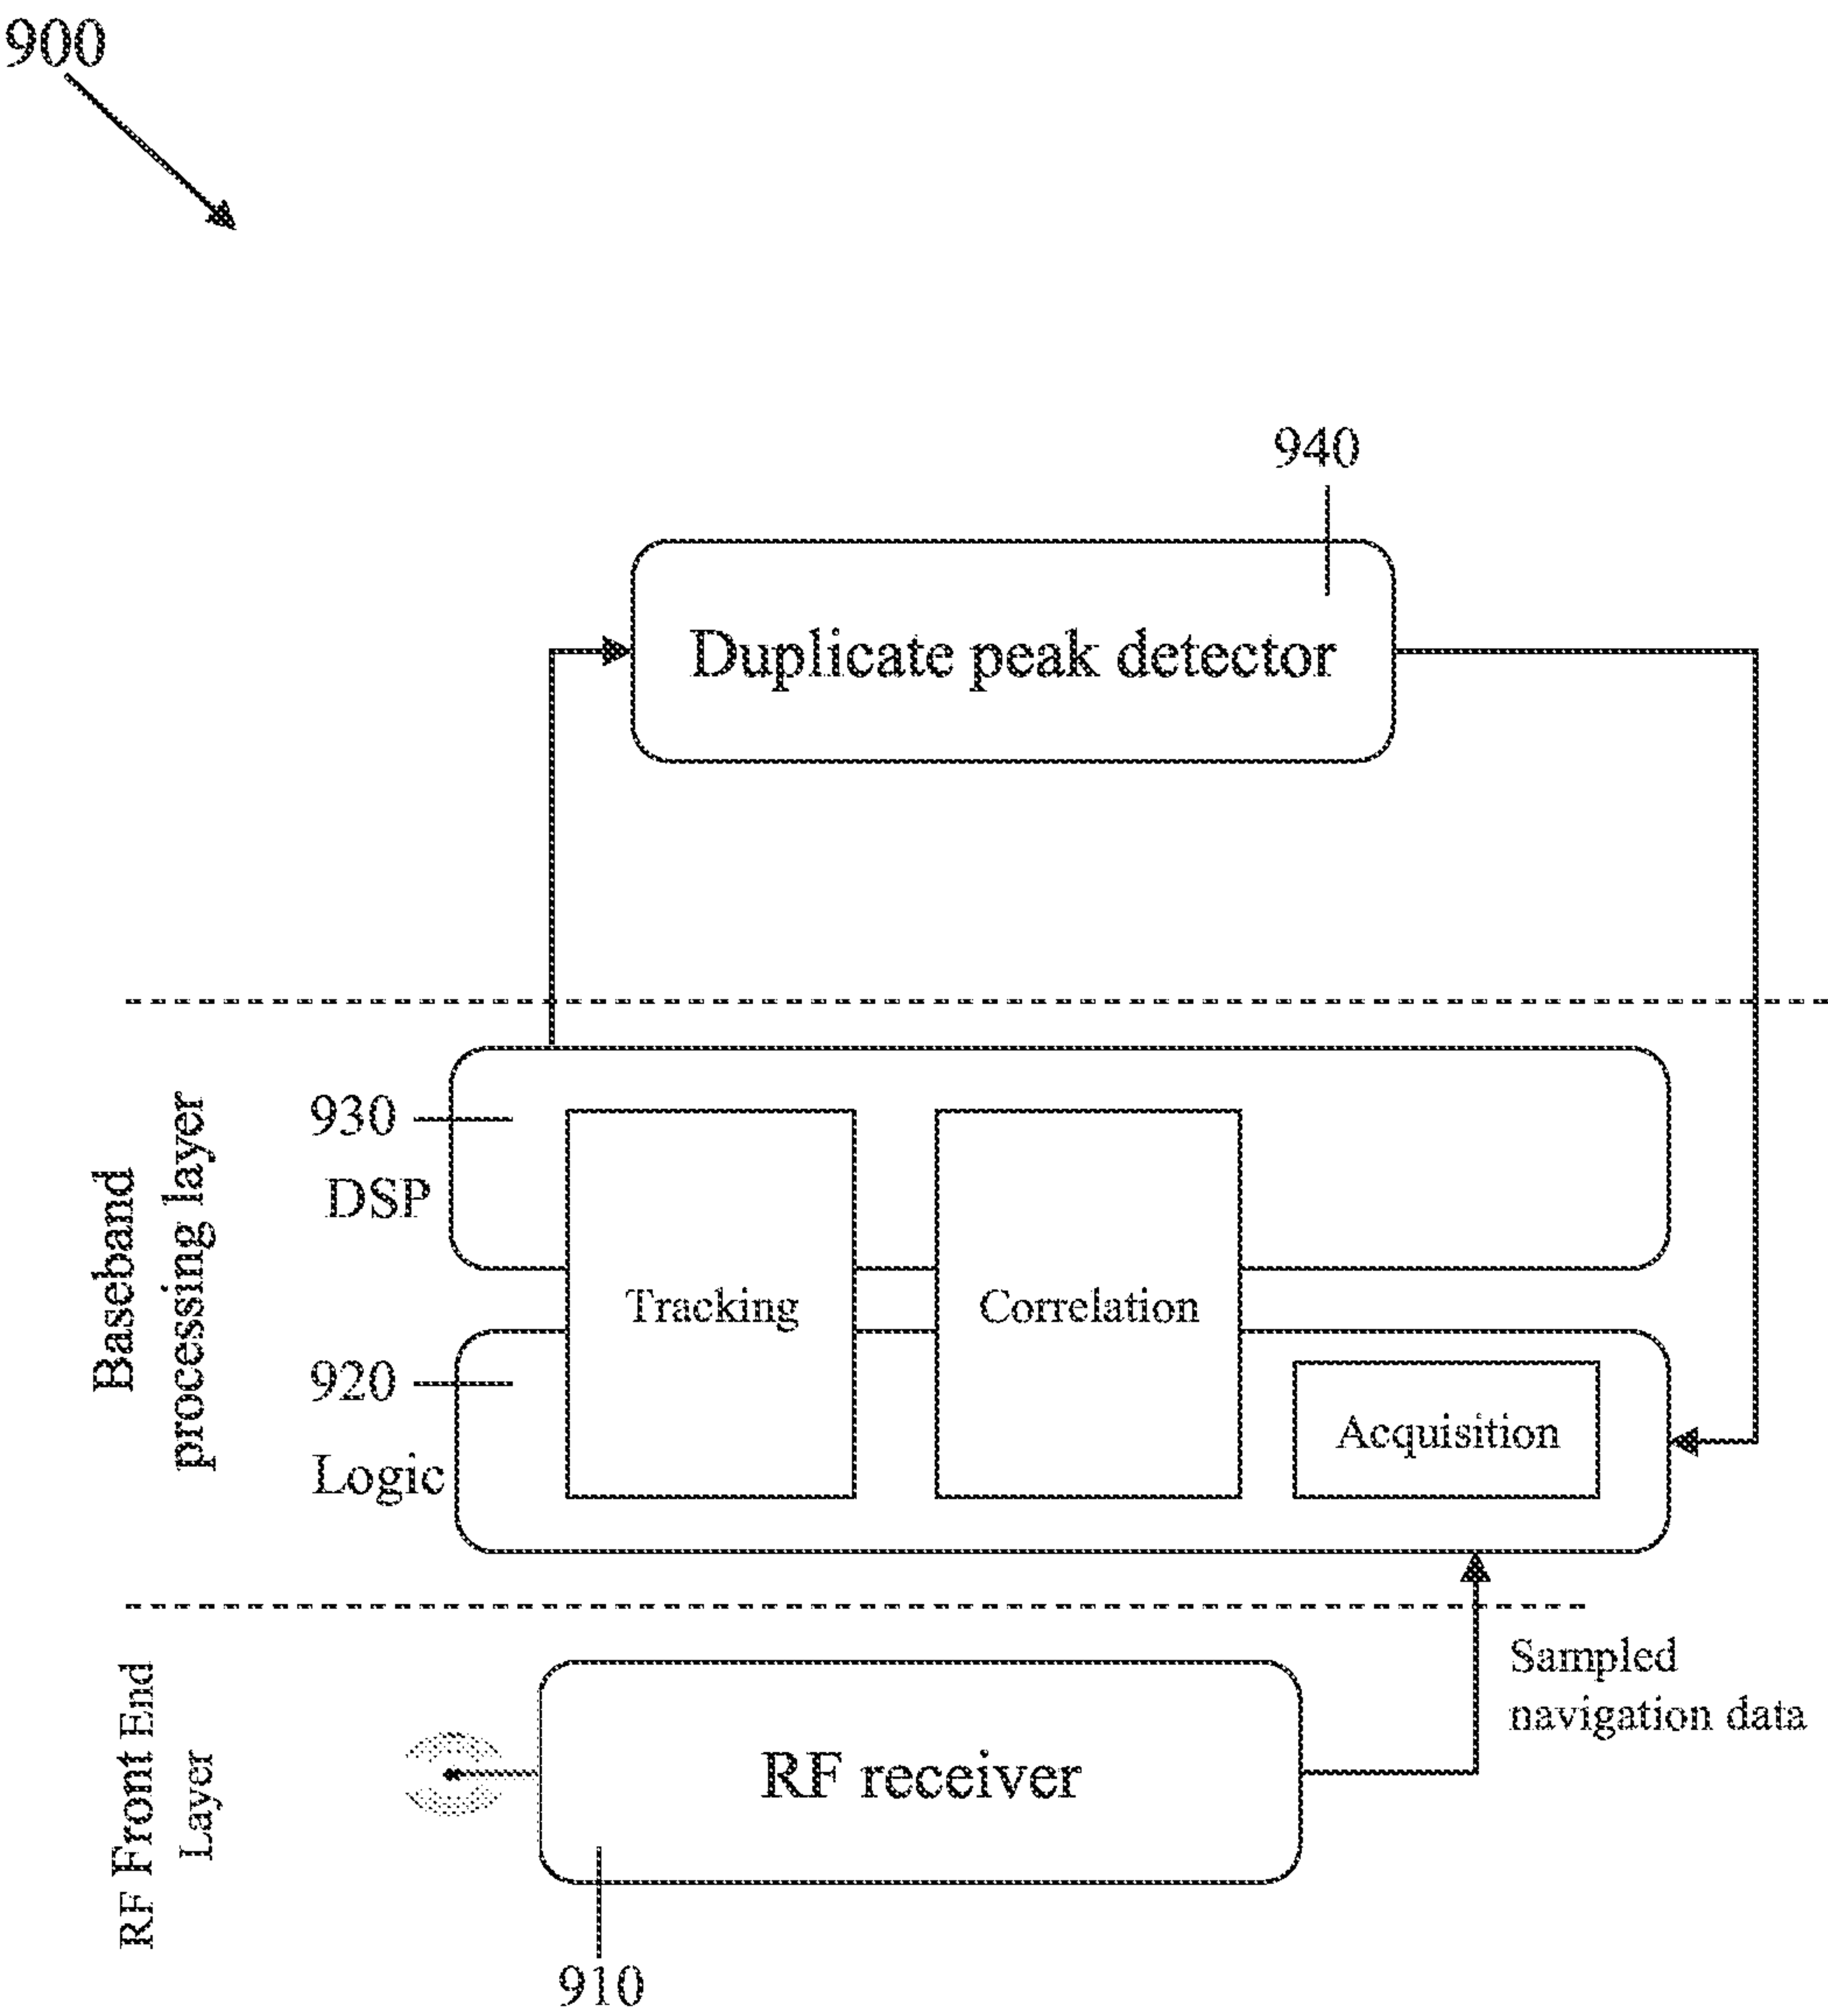 900
940
Duplicate peak detector
Baseband
processing layer
930
DSP
Tracking
Correlation
920
Logic
Acquisition
RF Front End
Layer
Sampled
navigation data
RF receiver
910